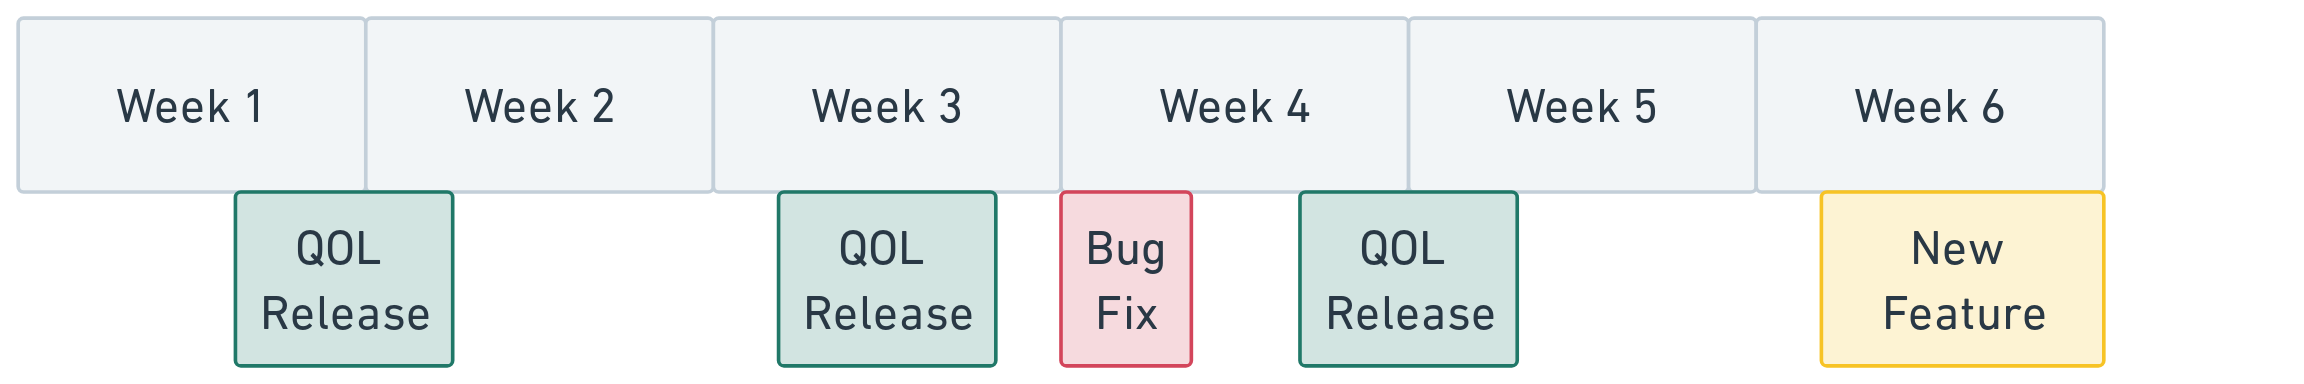 Week 1
Week 2
Week 3
Week 4
Week 5
Week 6
QOL
Release
QOL
Release
Bug
Fix
QOL
Release
New
Feature